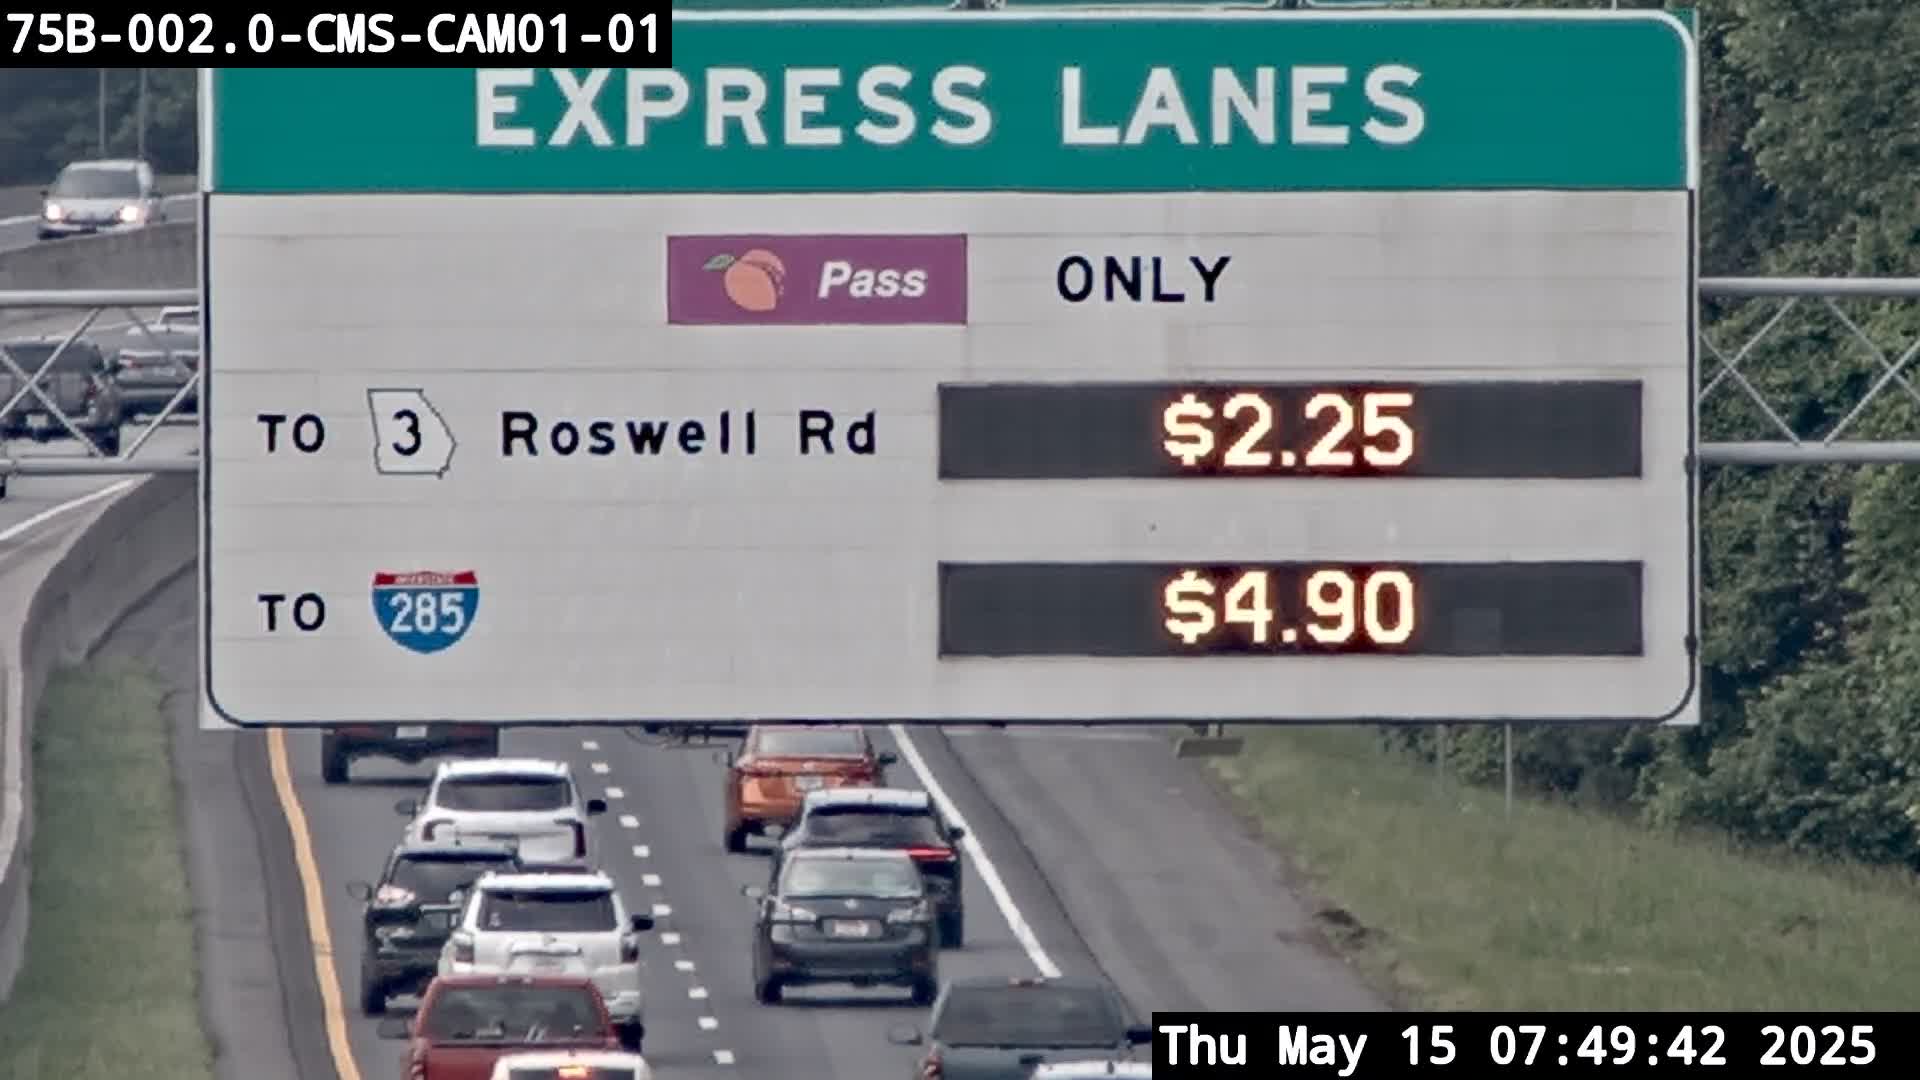 75B-002.0-CMS-CAM01-01
EXPRESS LANES
Pass ONLY
TO 3 Roswell Rd $2.25
INTERSTATE
TO 285 $4.90
Thu May 15 07:49:42 2025